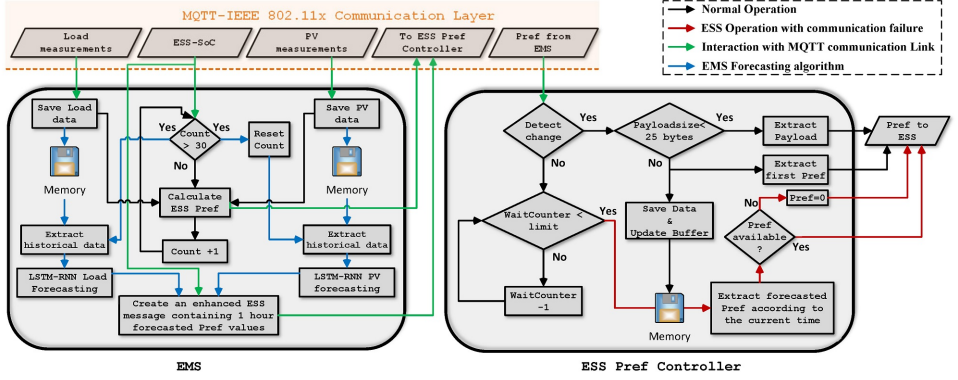 MQTT-IEEE 802.11x Communication Layer
Load
measurements
ESS-SoC
PV
measurements
To ESS Pref
Controller
Pref from
EMS
Normal Operation
ESS Operation with communication failure
Interaction with MQTT communication Link
EMS Forecasting algorithm
Save Load
data
Memory
Extract
historical data
LSTM-RNN Load
Forecasting
Yes
Count
> 30
Yes
No
Reset
Count
Calculate
ESS Pref
Count +1
Save PV
data
Memory
Extract
historical data
LSTM-RNN PV
forecasting
Create an enhanced ESS
message containing 1 hour
forecasted Pref values
EMS
Detect
change
Yes
No
Payloadsize<
25 bytes
Yes
No
Extract
Payload
Pref to
ESS
Extract
first Pref
WaitCounter <
limit
Yes
No
WaitCounter
-1
Save Data
&
Update Buffer
Memory
No
Pref=0
Pref
available
?
Yes
Extract forecasted
Pref according to
the current time
ESS Pref Controller